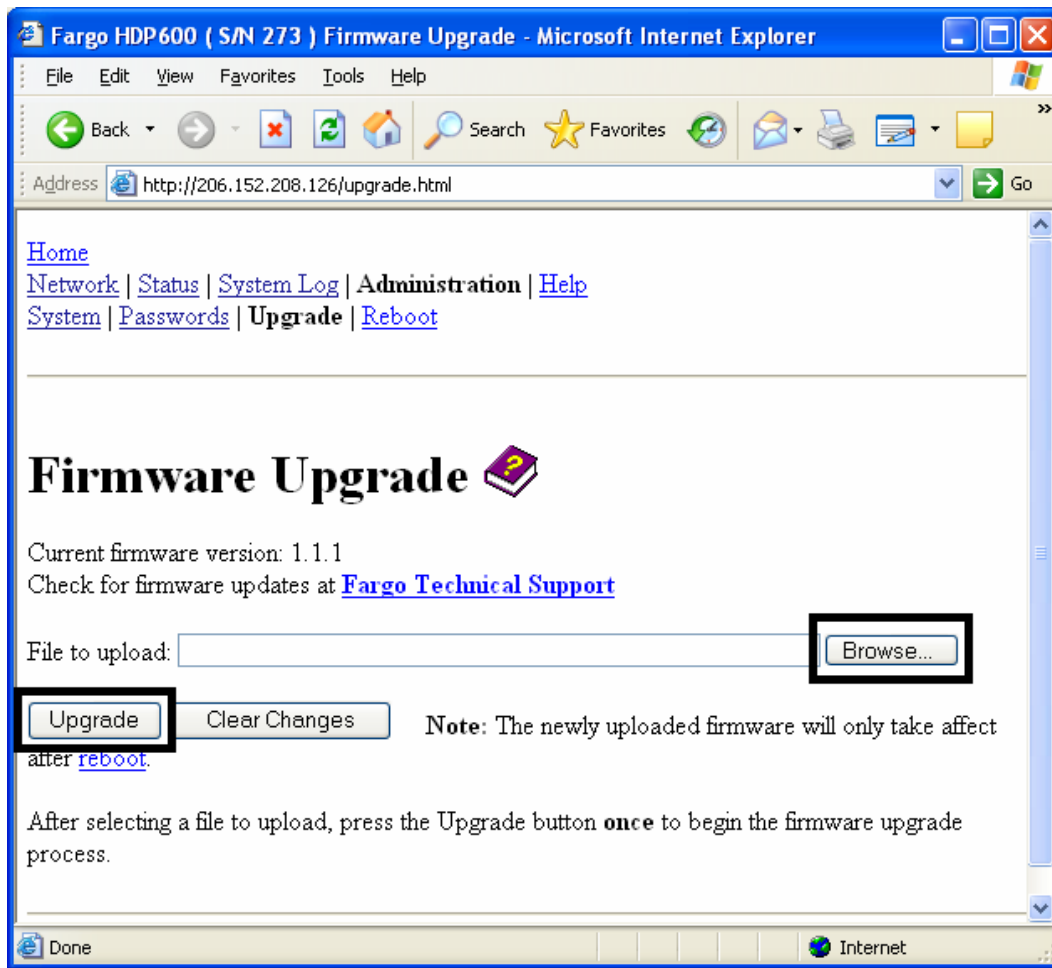 Fargo HDP600 ( S/N 273 ) Firmware Upgrade - Microsoft Internet Explorer
File Edit View Favorites Tools Help
Back Search Favorites »
Address http://206.152.208.126/upgrade.html Go
Home
Network | Status | System Log | Administration | Help
System | Passwords | Upgrade | Reboot
Firmware Upgrade ?
Current firmware version: 1.1.1
Check for firmware updates at Fargo Technical Support
File to upload: Browse...
Upgrade Clear Changes Note: The newly uploaded firmware will only take affect
after reboot.
After selecting a file to upload, press the Upgrade button once to begin the firmware upgrade
process.
Done Internet